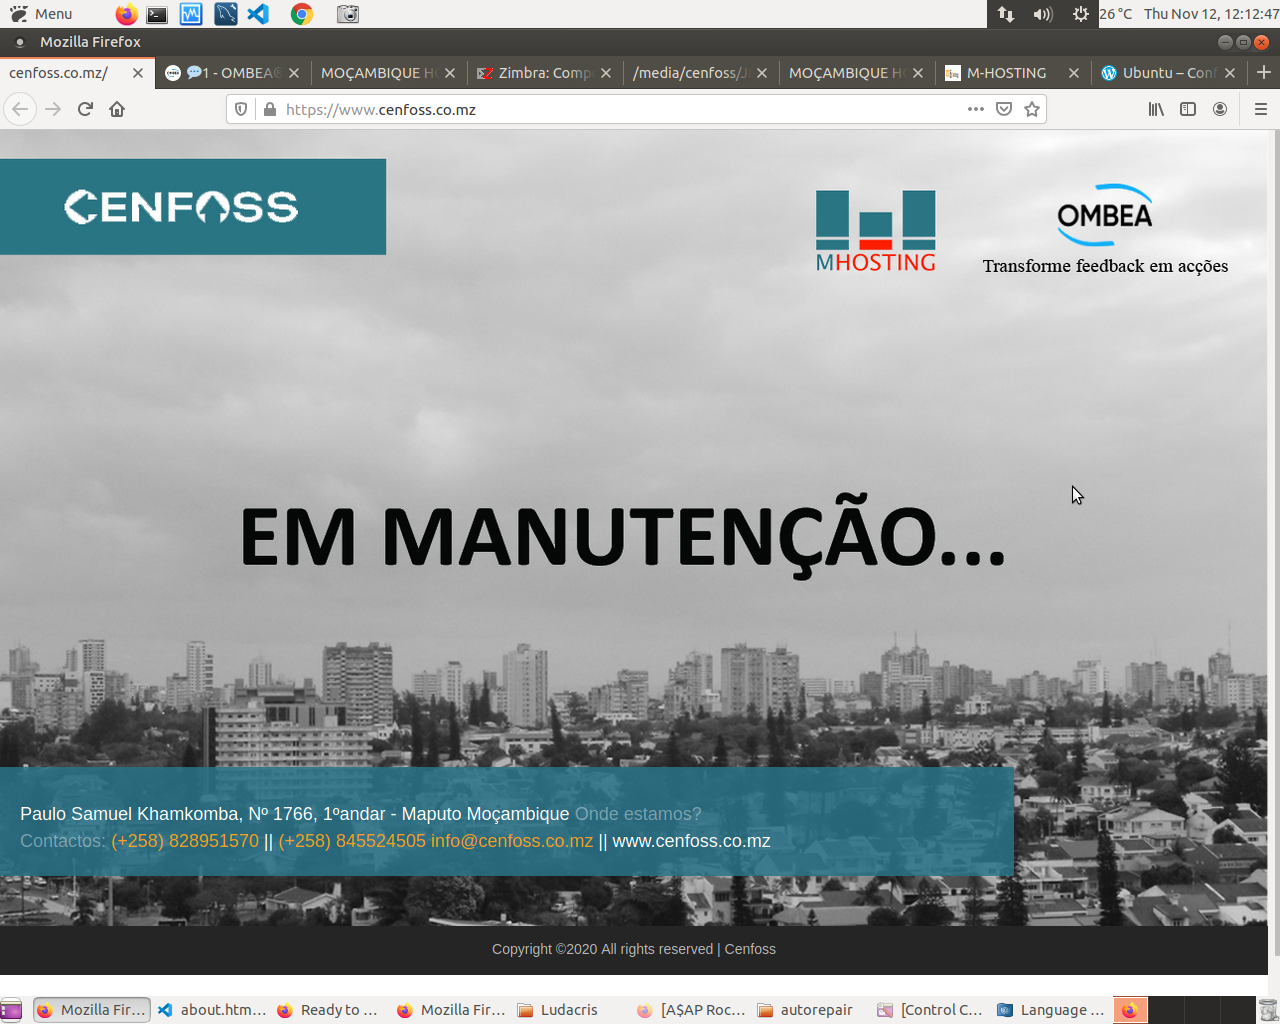 Menu
26 °C Thu Nov 12, 12:12:47
Mozilla Firefox
cenfoss.co.mz/
1 - OMBEA®
MOÇAMBIQUE HO
Zimbra: Comp
/media/cenfoss/J
MOÇAMBIQUE HO
M-HOSTING
Ubuntu – Conf
https://www.cenfoss.co.mz
CENFOSS
MHOSTING
OMBEA
Transforme feedback em acções
EM MANUTENÇÃO...
Paulo Samuel Khamkomba, Nº 1766, 1ºandar - Maputo Moçambique Onde estamos?
Contactos: (+258) 828951570 || (+258) 845524505 info@cenfoss.co.mz || www.cenfoss.co.mz
Copyright ©2020 All rights reserved | Cenfoss
Mozilla Fir...
about.htm...
Ready to ...
Mozilla Fir...
Ludacris
[A$AP Roc...
autorepair
[Control C...
Language ...